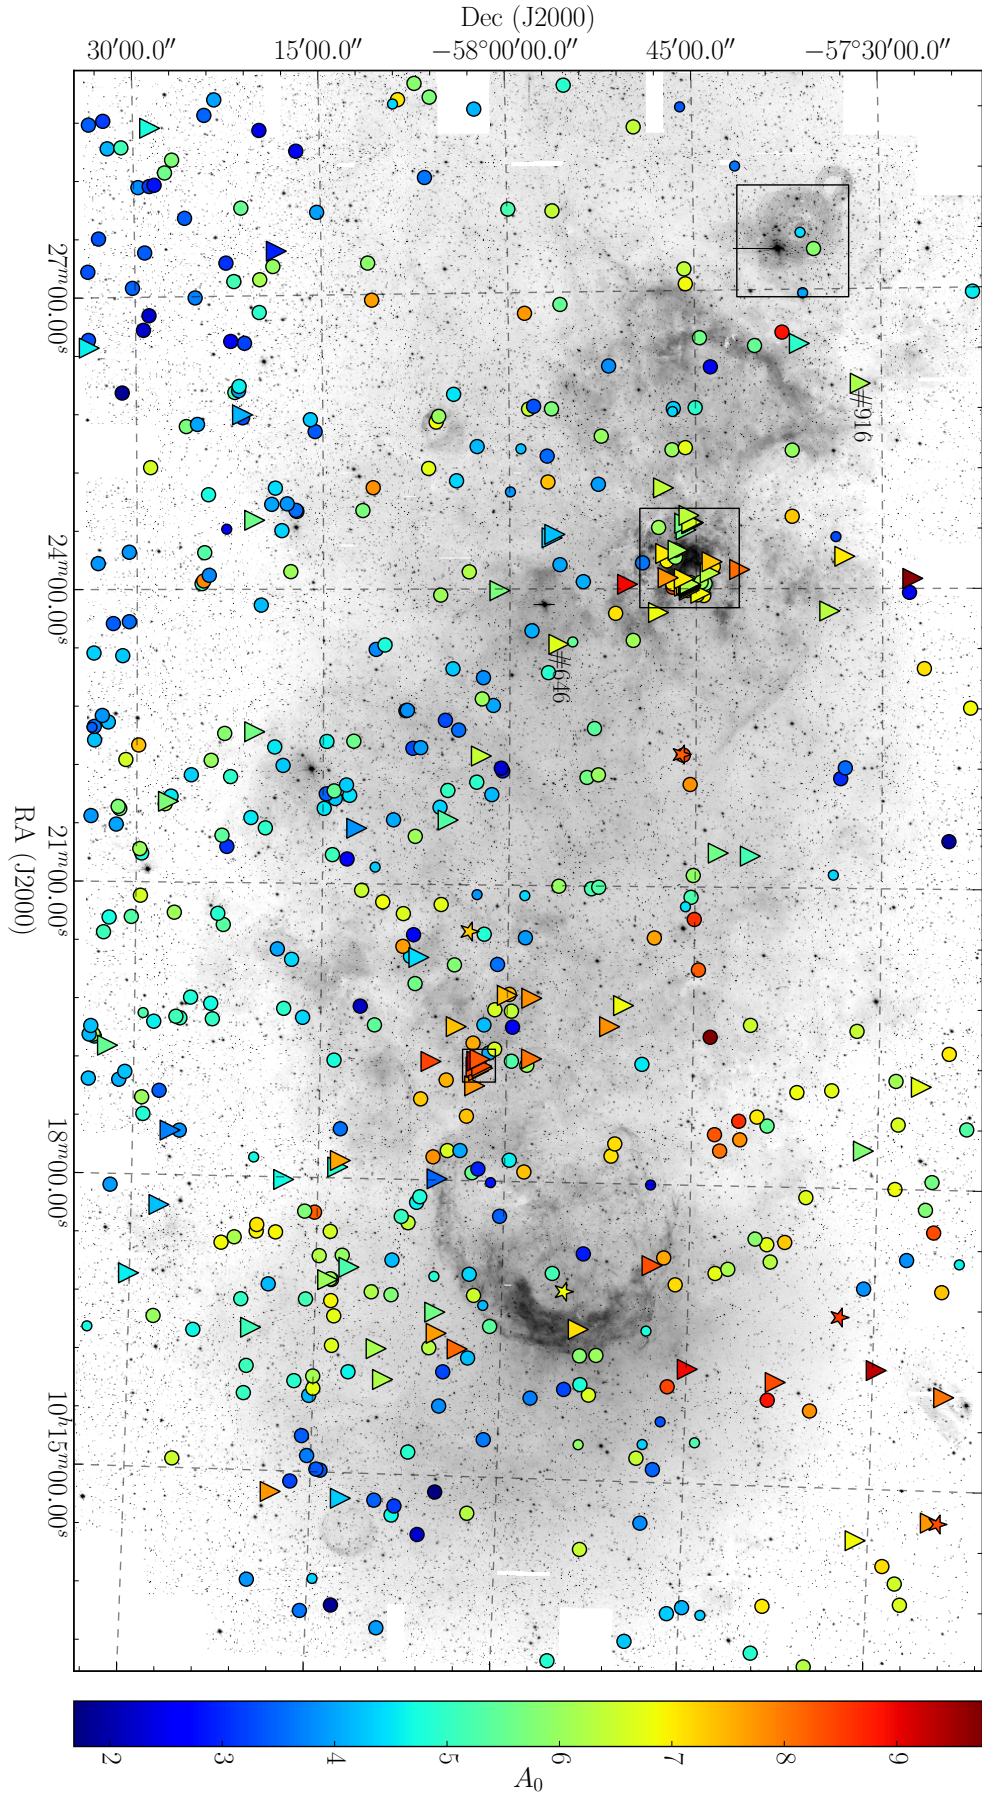 Dec (J2000)
30′00.0″
15′00.0″
−58°00′00.0″
45′00.0″
−57°30′00.0″
27ᵐ00.00ˢ
#916
24ᵐ00.00ˢ
#646
21ᵐ00.00ˢ
RA (J2000)
18ᵐ00.00ˢ
10ʰ15ᵐ00.00ˢ
2
3
4
5
6
7
8
9
A₀